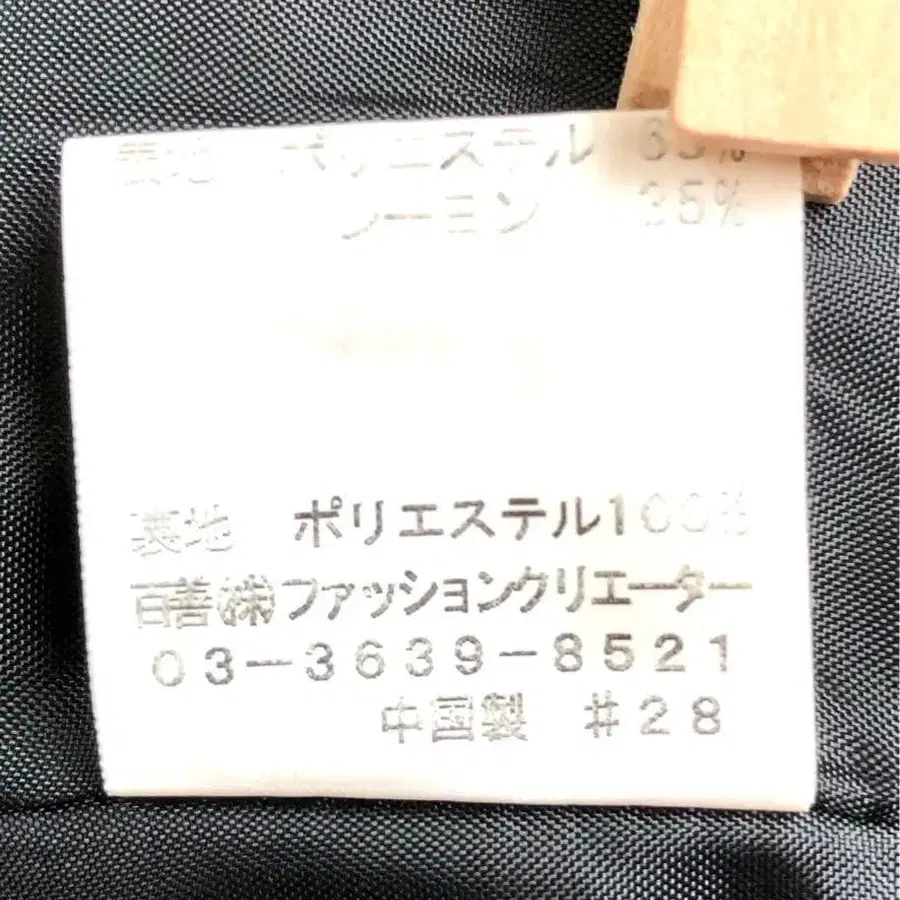 表地 ポリエステル 65%
レーヨン 35%
裏地 ポリエステル100%
百善㈱ファッションクリエーター
03-3639-8521
中国製 #28